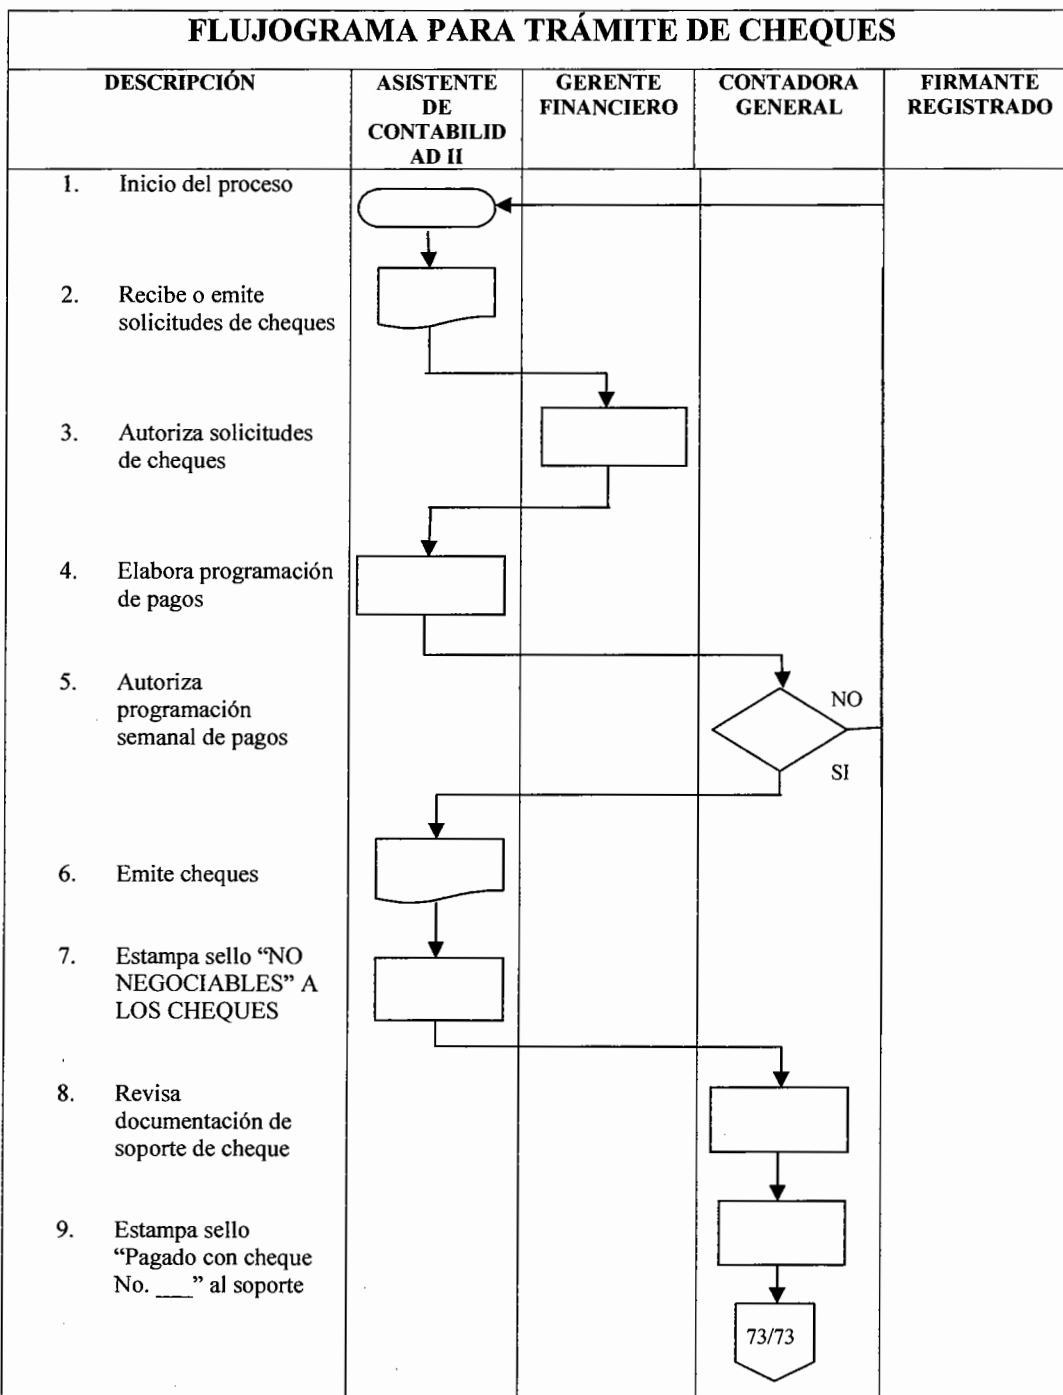 FLUJOGRAMA PARA TRÁMITE DE CHEQUES
DESCRIPCIÓN
ASISTENTE
DE
CONTABILID
AD II
GERENTE
FINANCIERO
CONTADORA
GENERAL
FIRMANTE
REGISTRADO
1. Inicio del proceso
2. Recibe o emite
solicitudes de cheques
3. Autoriza solicitudes
de cheques
4. Elabora programación
de pagos
5. Autoriza
programación
semanal de pagos
NO
SI
6. Emite cheques
7. Estampa sello “NO
NEGOCIABLES” A
LOS CHEQUES
8. Revisa
documentación de
soporte de cheque
9. Estampa sello
“Pagado con cheque
No. ___” al soporte
73/73